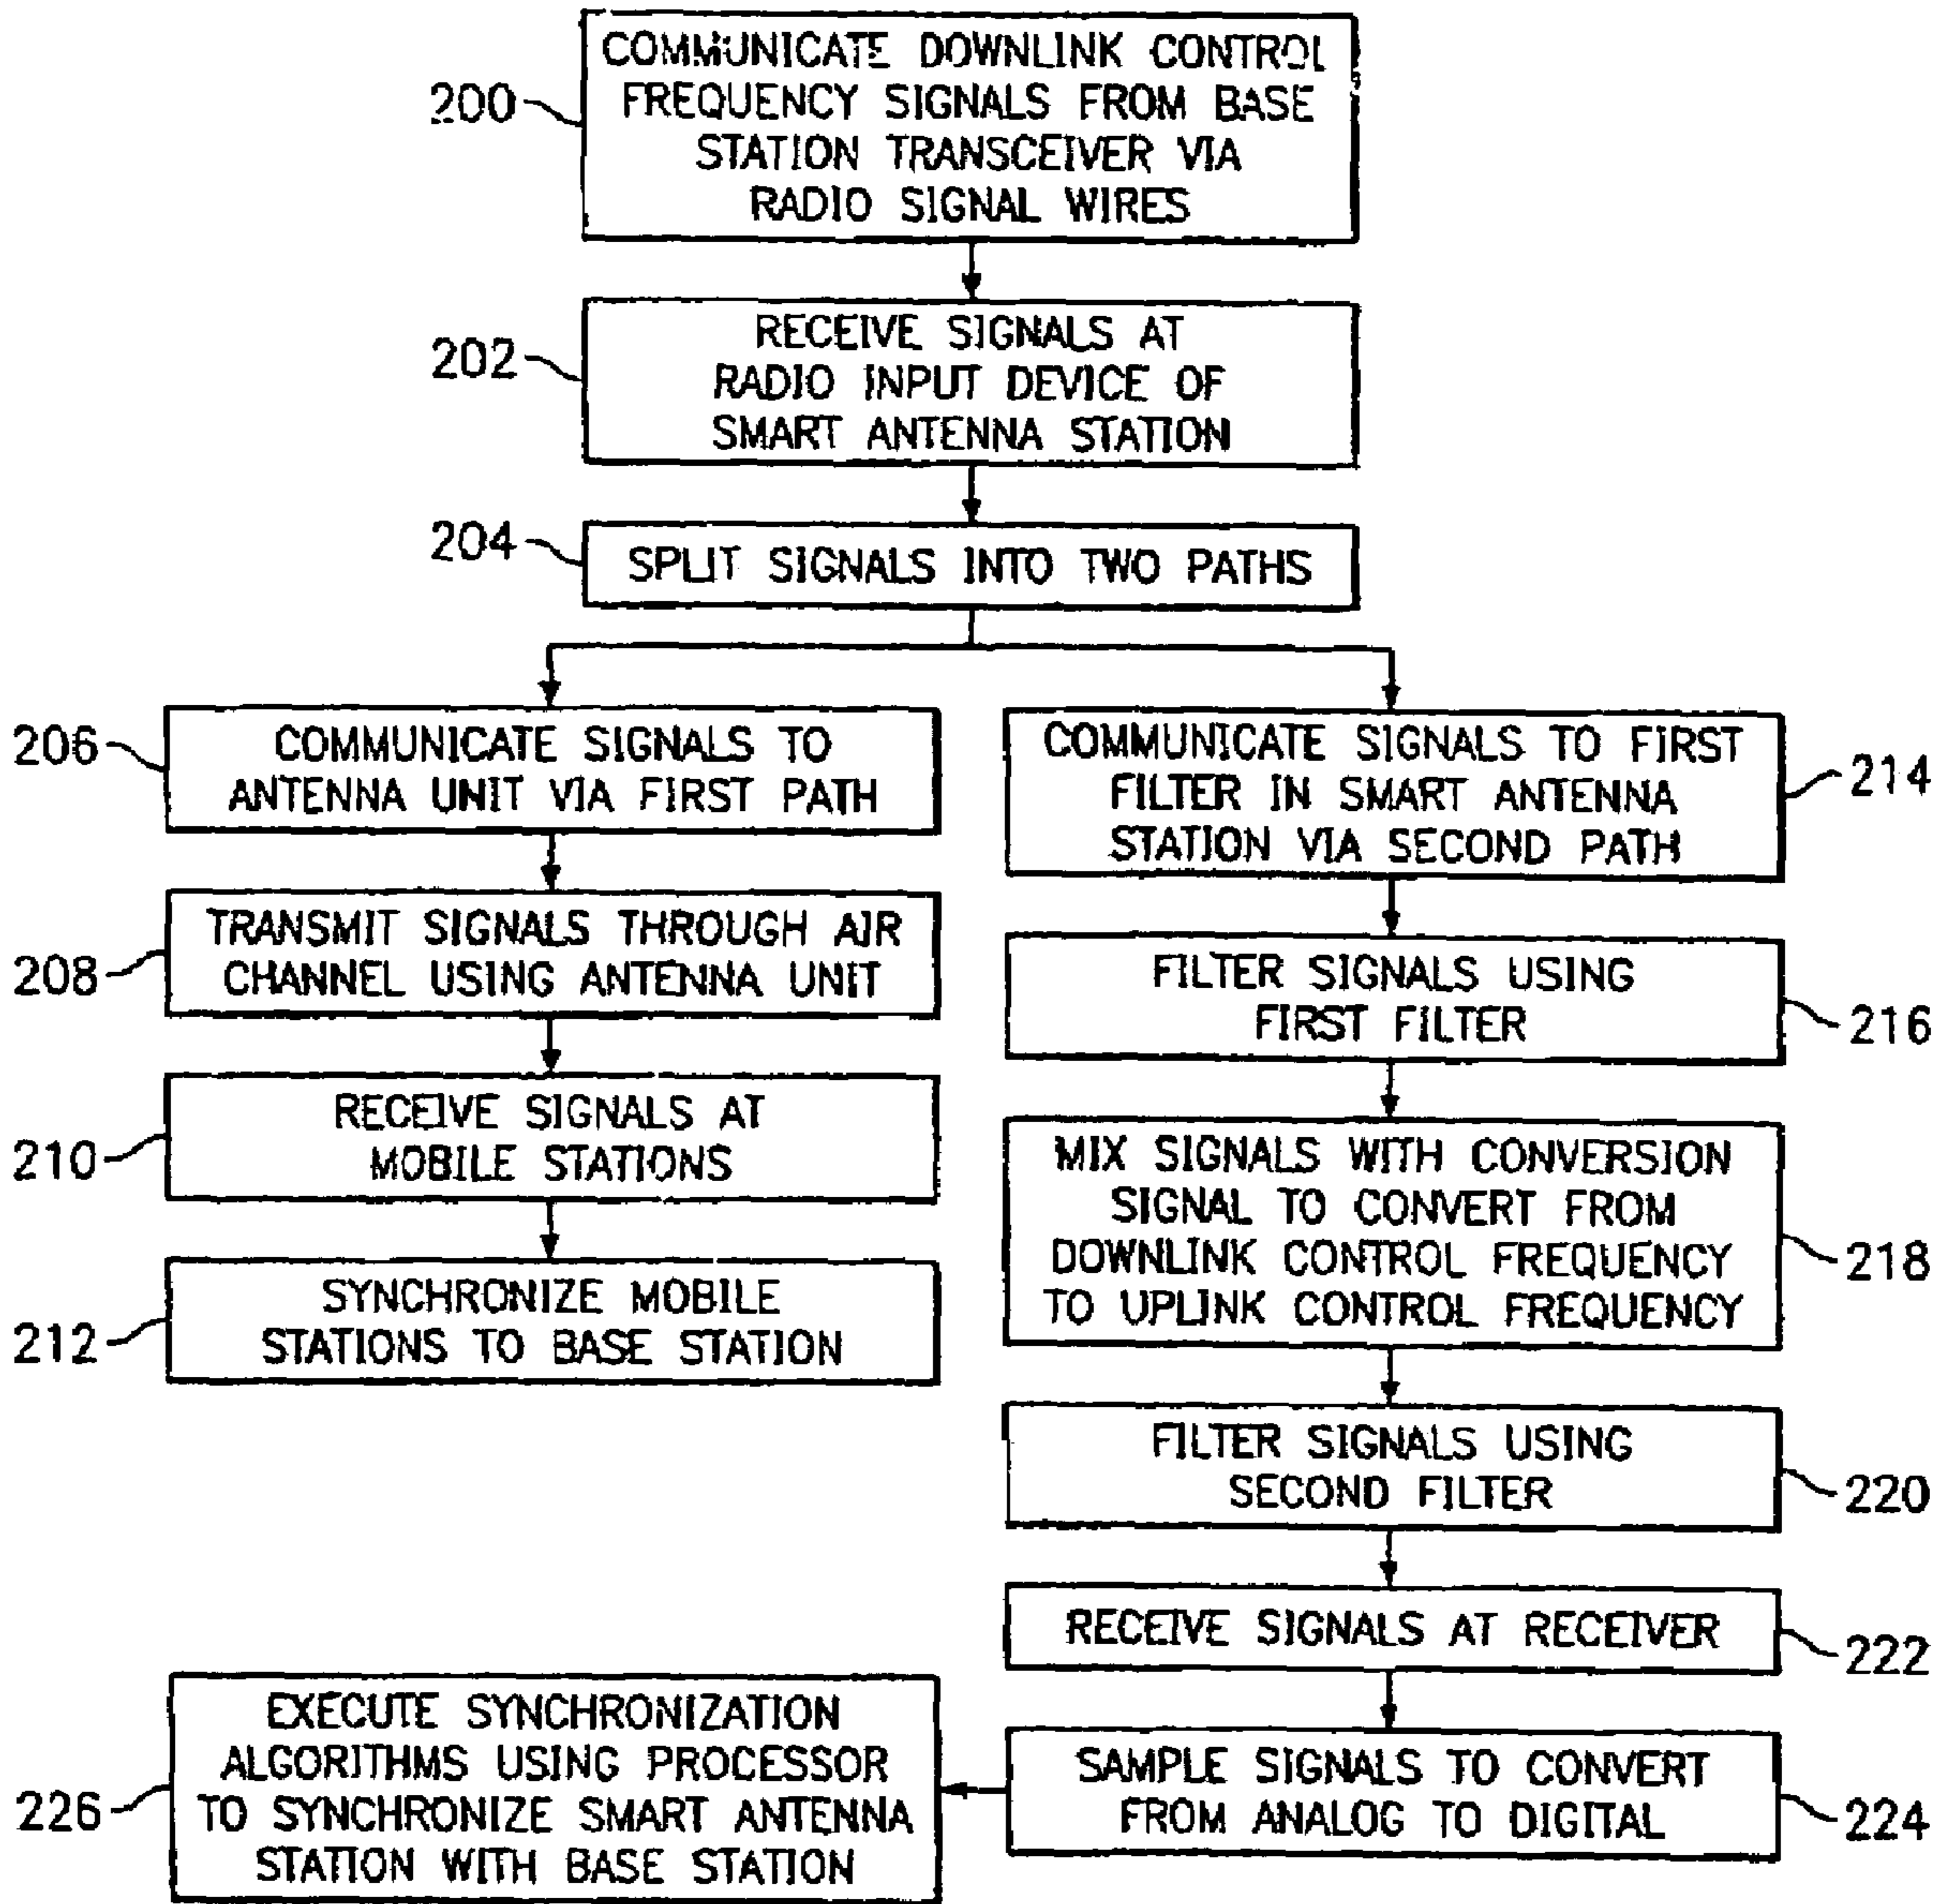 200
COMMUNICATE DOWNLINK CONTROL
FREQUENCY SIGNALS FROM BASE
STATION TRANSCEIVER VIA
RADIO SIGNAL WIRES
202
RECEIVE SIGNALS AT
RADIO INPUT DEVICE OF
SMART ANTENNA STATION
204
SPLIT SIGNALS INTO TWO PATHS
206
COMMUNICATE SIGNALS TO
ANTENNA UNIT VIA FIRST PATH
208
TRANSMIT SIGNALS THROUGH AIR
CHANNEL USING ANTENNA UNIT
210
RECEIVE SIGNALS AT
MOBILE STATIONS
212
SYNCHRONIZE MOBILE
STATIONS TO BASE STATION
COMMUNICATE SIGNALS TO FIRST
FILTER IN SMART ANTENNA
STATION VIA SECOND PATH
214
FILTER SIGNALS USING
FIRST FILTER
216
MIX SIGNALS WITH CONVERSION
SIGNAL TO CONVERT FROM
DOWNLINK CONTROL FREQUENCY
TO UPLINK CONTROL FREQUENCY
218
FILTER SIGNALS USING
SECOND FILTER
220
RECEIVE SIGNALS AT RECEIVER
222
SAMPLE SIGNALS TO CONVERT
FROM ANALOG TO DIGITAL
224
226
EXECUTE SYNCHRONIZATION
ALGORITHMS USING PROCESSOR
TO SYNCHRONIZE SMART ANTENNA
STATION WITH BASE STATION